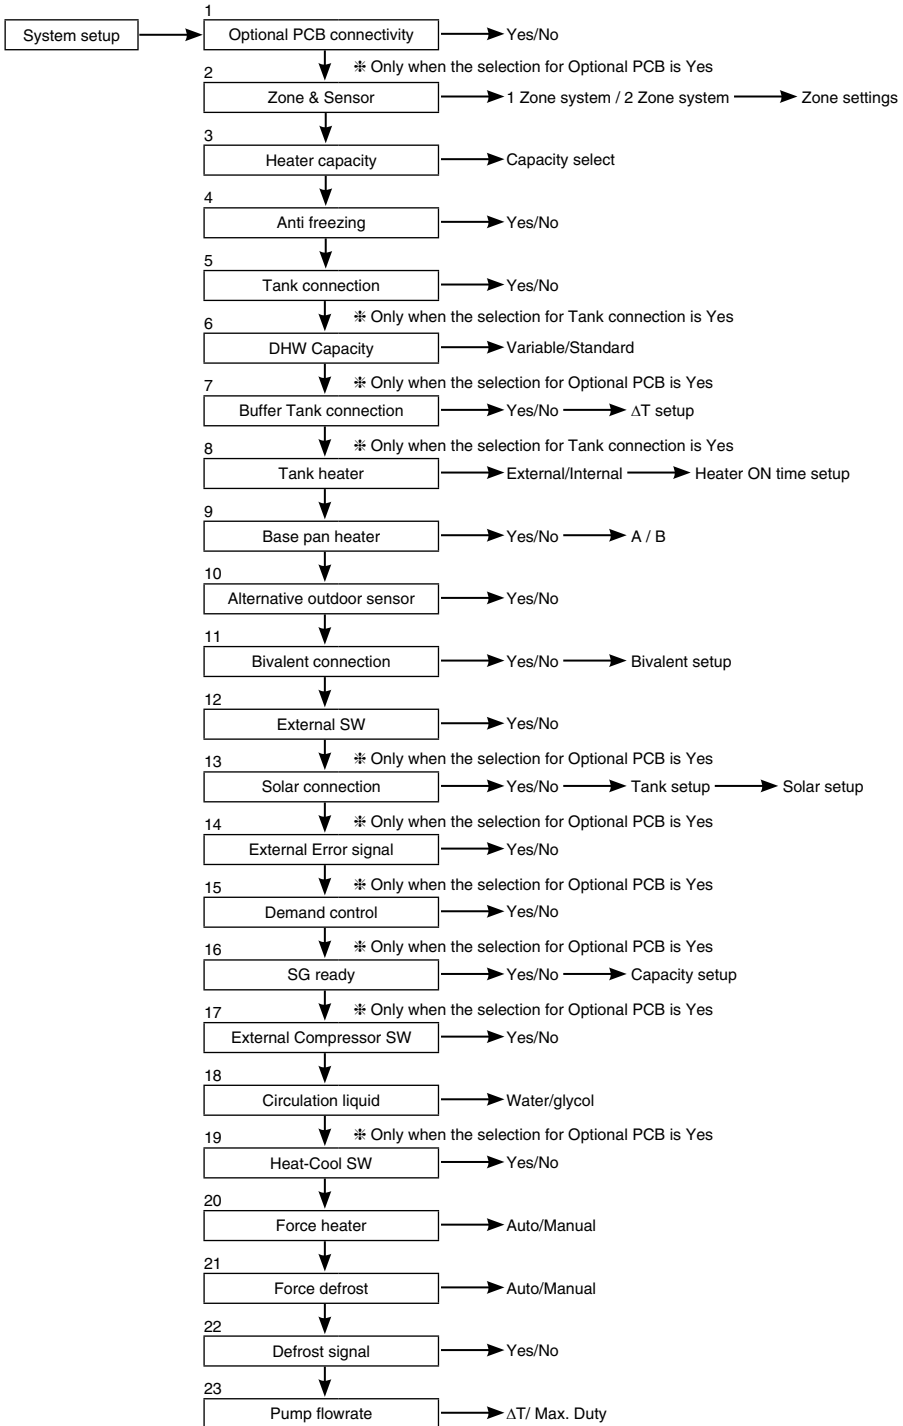 1
System setup Optional PCB connectivity Yes/No
❈ Only when the selection for Optional PCB is Yes
2
Zone & Sensor 1 Zone system / 2 Zone system Zone settings
3
Heater capacity Capacity select
4
Anti freezing Yes/No
5
Tank connection Yes/No
❈ Only when the selection for Tank connection is Yes
6
DHW Capacity Variable/Standard
❈ Only when the selection for Optional PCB is Yes
7
Buffer Tank connection Yes/No ΔT setup
❈ Only when the selection for Tank connection is Yes
8
Tank heater External/Internal Heater ON time setup
9
Base pan heater Yes/No A / B
10
Alternative outdoor sensor Yes/No
11
Bivalent connection Yes/No Bivalent setup
12
External SW Yes/No
❈ Only when the selection for Optional PCB is Yes
13
Solar connection Yes/No Tank setup Solar setup
❈ Only when the selection for Optional PCB is Yes
14
External Error signal Yes/No
❈ Only when the selection for Optional PCB is Yes
15
Demand control Yes/No
❈ Only when the selection for Optional PCB is Yes
16
SG ready Yes/No Capacity setup
❈ Only when the selection for Optional PCB is Yes
17
External Compressor SW Yes/No
18
Circulation liquid Water/glycol
❈ Only when the selection for Optional PCB is Yes
19
Heat-Cool SW Yes/No
20
Force heater Auto/Manual
21
Force defrost Auto/Manual
22
Defrost signal Yes/No
23
Pump flowrate ΔT/ Max. Duty